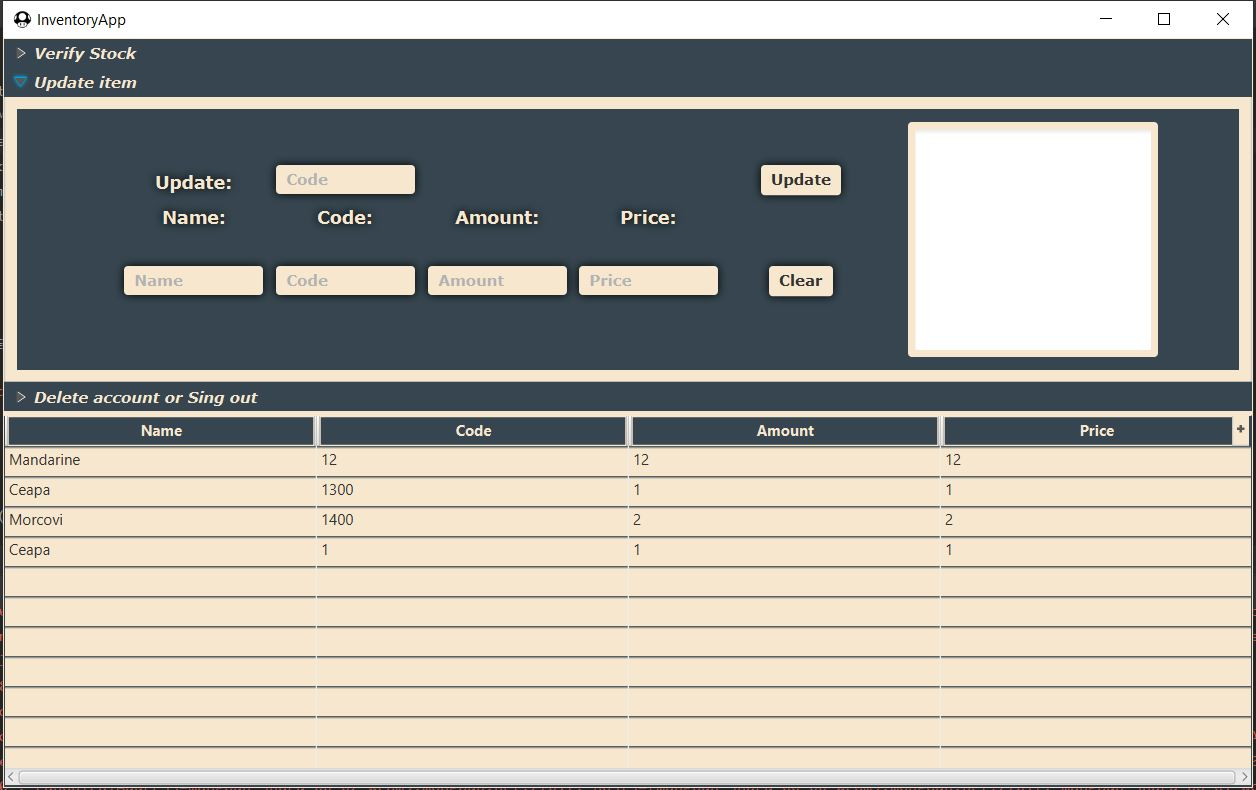 InventoryApp
Verify Stock
Update item
Update: Code Update
Name: Code: Amount: Price:
Name Code Amount Price Clear
Delete account or Sing out
Name Code Amount Price +
Mandarine 12 12 12
Ceapa 1300 1 1
Morcovi 1400 2 2
Ceapa 1 1 1